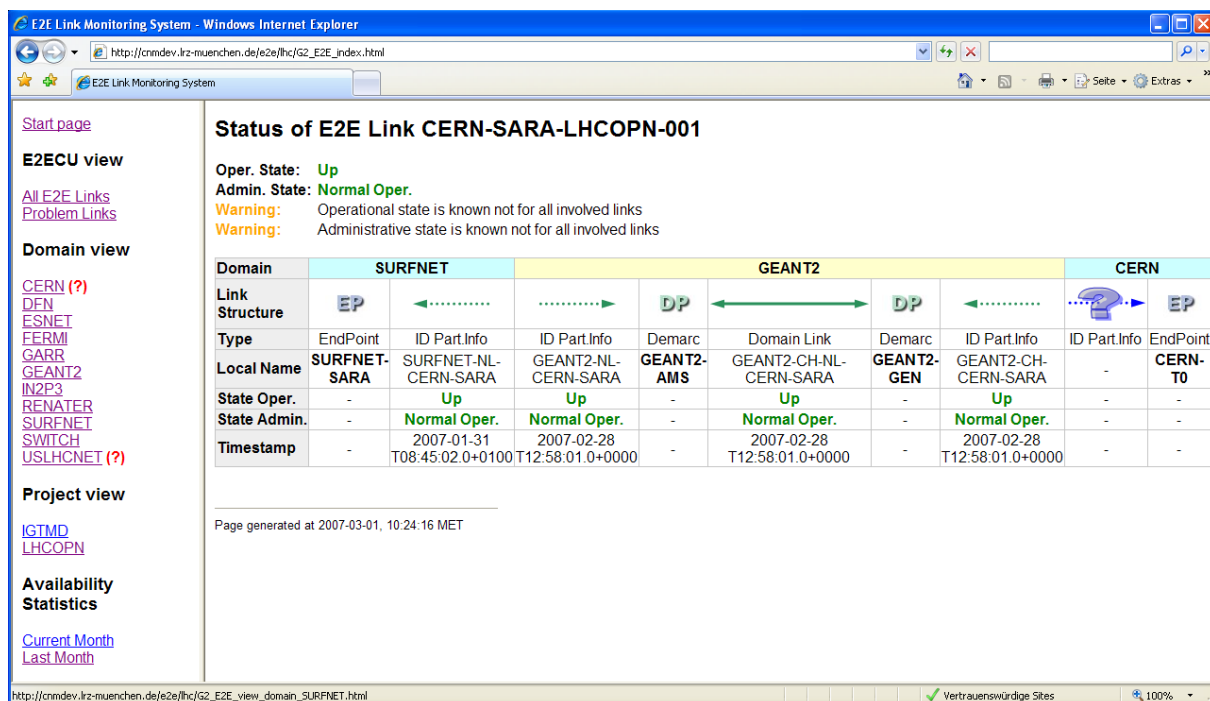 E2E Link Monitoring System - Windows Internet Explorer
http://cnmdev.lrz-muenchen.de/e2e/lhc/G2_E2E_index.html
E2E Link Monitoring System
Seite
Extras
»
Start page
E2ECU view
All E2E Links
Problem Links
Domain view
CERN (?)
DFN
ESNET
FERMI
GARR
GEANT2
IN2P3
RENATER
SURFNET
SWITCH
USLHCNET (?)
Project view
IGTMD
LHCOPN
Availability
Statistics
Current Month
Last Month
Status of E2E Link CERN-SARA-LHCOPN-001
Oper. State: Up
Admin. State: Normal Oper.
Warning: Operational state is known not for all involved links
Warning: Administrative state is known not for all involved links
Domain SURFNET GEANT2 CERN
Link
Structure EP DP DP ? EP
Type EndPoint ID Part.Info ID Part.Info Demarc Domain Link Demarc ID Part.Info ID Part.Info EndPoint
Local Name SURFNET- SURFNET-NL- GEANT2-NL- GEANT2- GEANT2-CH-NL- GEANT2- GEANT2-CH- - CERN-
SARA CERN-SARA CERN-SARA AMS CERN-SARA GEN CERN-SARA T0
State Oper. - Up Up - Up - Up - -
State Admin. - Normal Oper. Normal Oper. - Normal Oper. - Normal Oper. - -
Timestamp - 2007-01-31 2007-02-28 - 2007-02-28 - 2007-02-28 - -
T08:45:02.0+0100 T12:58:01.0+0000 T12:58:01.0+0000 T12:58:01.0+0000
Page generated at 2007-03-01, 10:24:16 MET
http://cnmdev.lrz-muenchen.de/e2e/lhc/G2_E2E_view_domain_SURFNET.html
Vertrauenswürdige Sites
100%